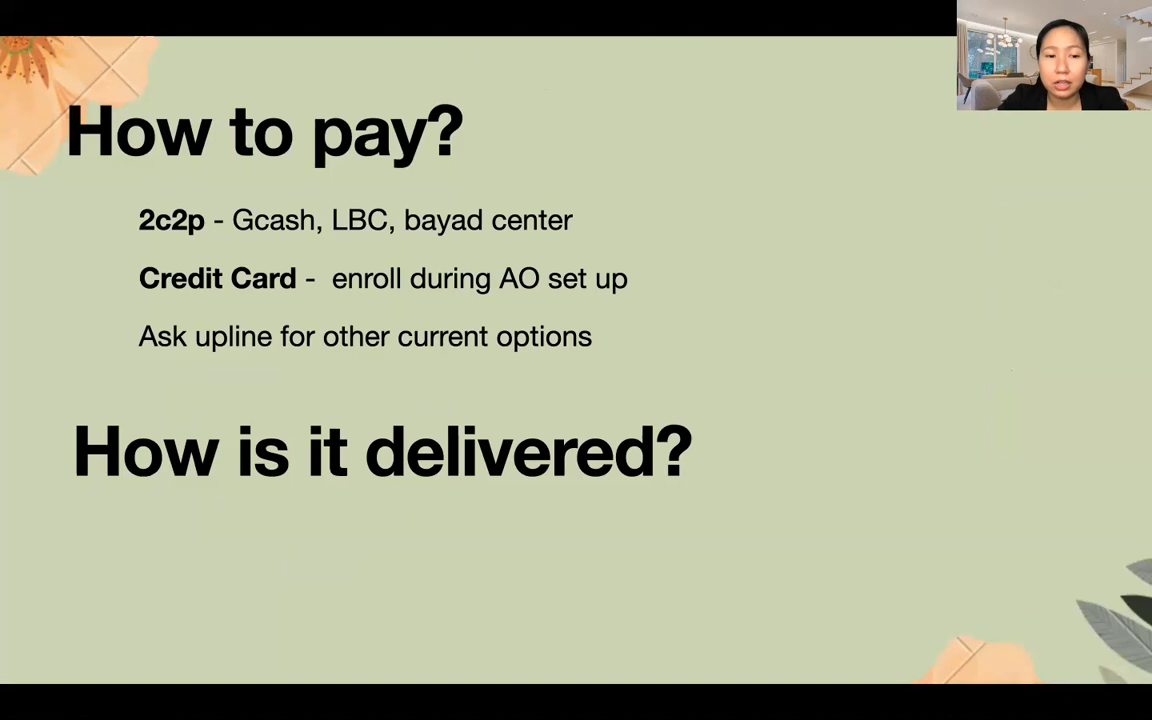 How to pay?
2c2p - Gcash, LBC, bayad center
Credit Card - enroll during AO set up
Ask upline for other current options
How is it delivered?